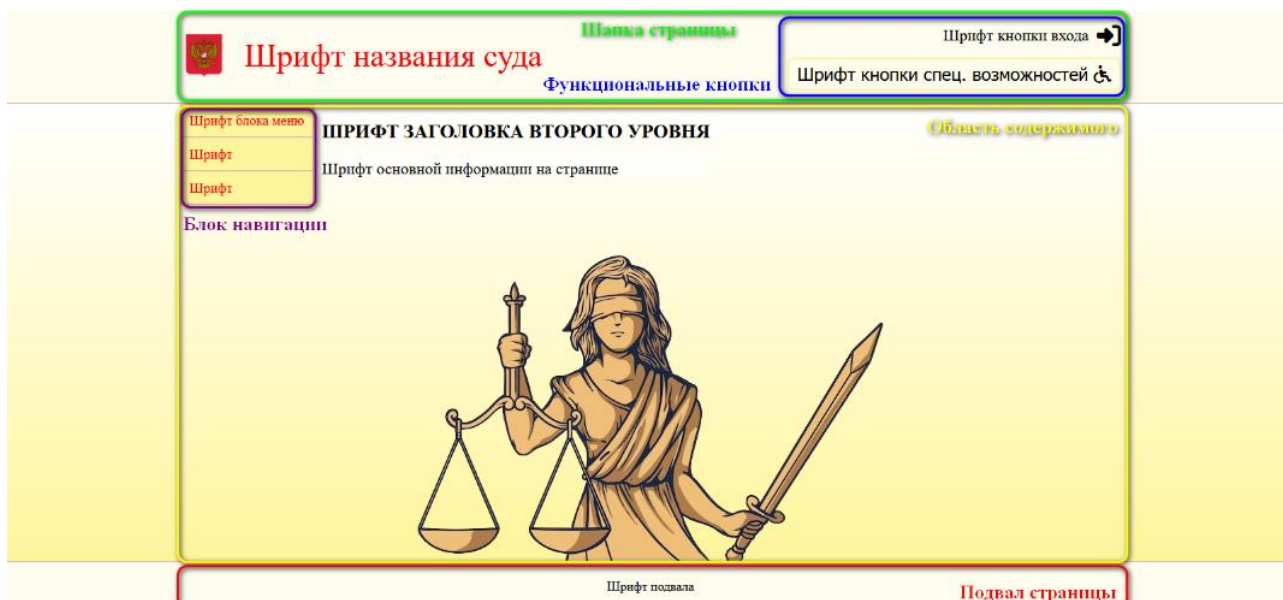 Шапка страницы
Шрифт кнопки входа
Шрифт названия суда
Шрифт кнопки спец. возможностей
Функциональные кнопки
Шрифт блока меню
ШРИФТ ЗАГОЛОВКА ВТОРОГО УРОВНЯ
Область содержимого
Шрифт
Шрифт основной информации на странице
Шрифт
Блок навигации
Шрифт подвала
Подвал страницы